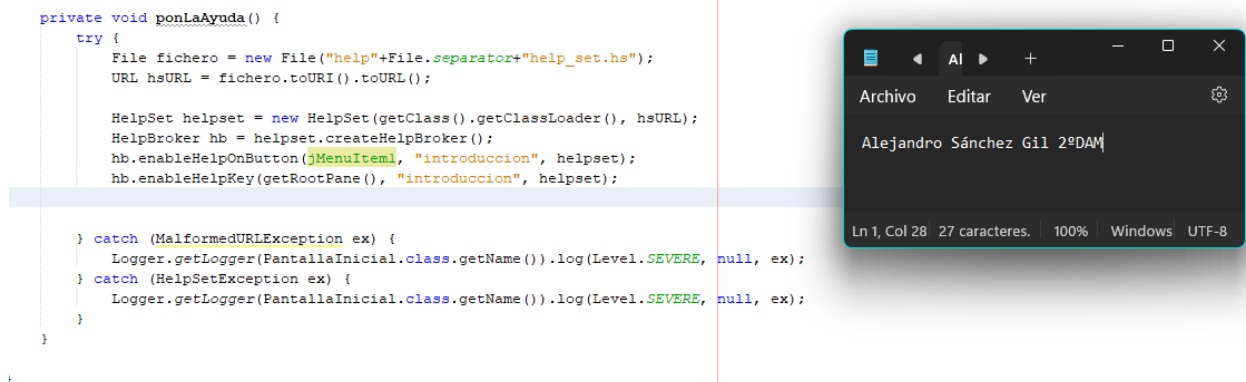 private void ponLaAyuda() {
try {
File fichero = new File("help"+File.separator+"help_set.hs");
URL hsURL = fichero.toURI().toURL();
HelpSet helpset = new HelpSet(getClass().getClassLoader(), hsURL);
HelpBroker hb = helpset.createHelpBroker();
hb.enableHelpOnButton(jMenuItem1, "introduccion", helpset);
hb.enableHelpKey(getRootPane(), "introduccion", helpset);
} catch (MalformedURLException ex) {
Logger.getLogger(PantallaInicial.class.getName()).log(Level.SEVERE, null, ex);
} catch (HelpSetException ex) {
Logger.getLogger(PantallaInicial.class.getName()).log(Level.SEVERE, null, ex);
}
}
Al
Archivo Editar Ver
Alejandro Sánchez Gil 2ºDAM
Ln 1, Col 28 27 caracteres. 100% Windows UTF-8